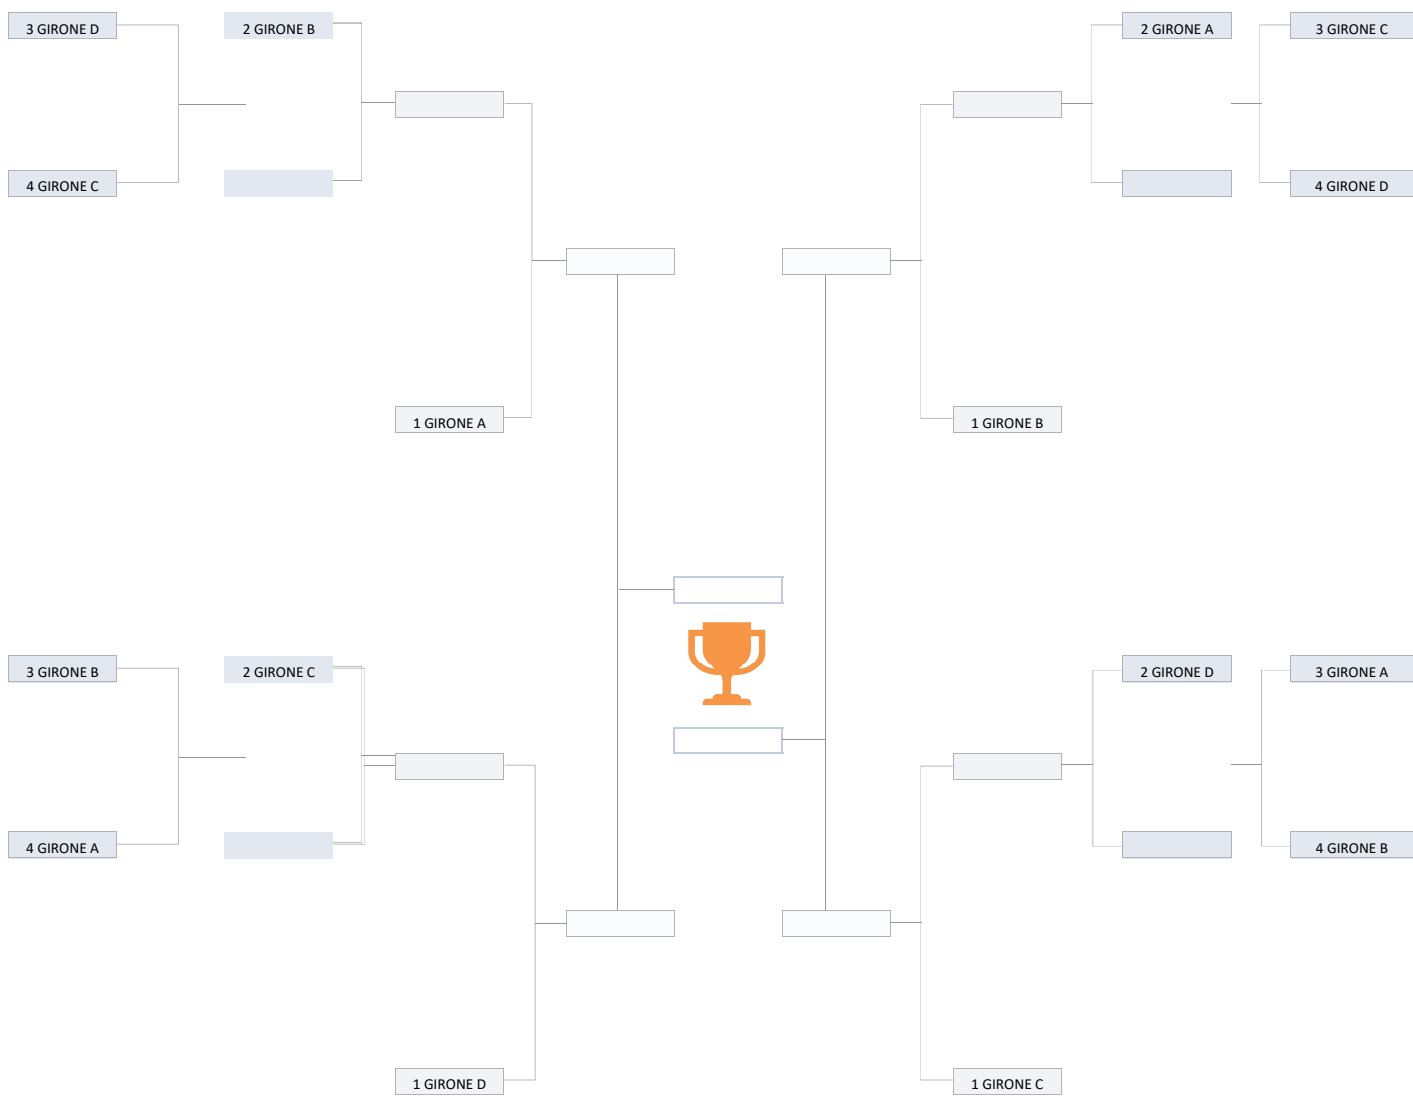 3 GIRONE D
2 GIRONE B
2 GIRONE A
3 GIRONE C
4 GIRONE C
4 GIRONE D
1 GIRONE A
1 GIRONE B
3 GIRONE B
2 GIRONE C
2 GIRONE D
3 GIRONE A
4 GIRONE A
4 GIRONE B
1 GIRONE D
1 GIRONE C